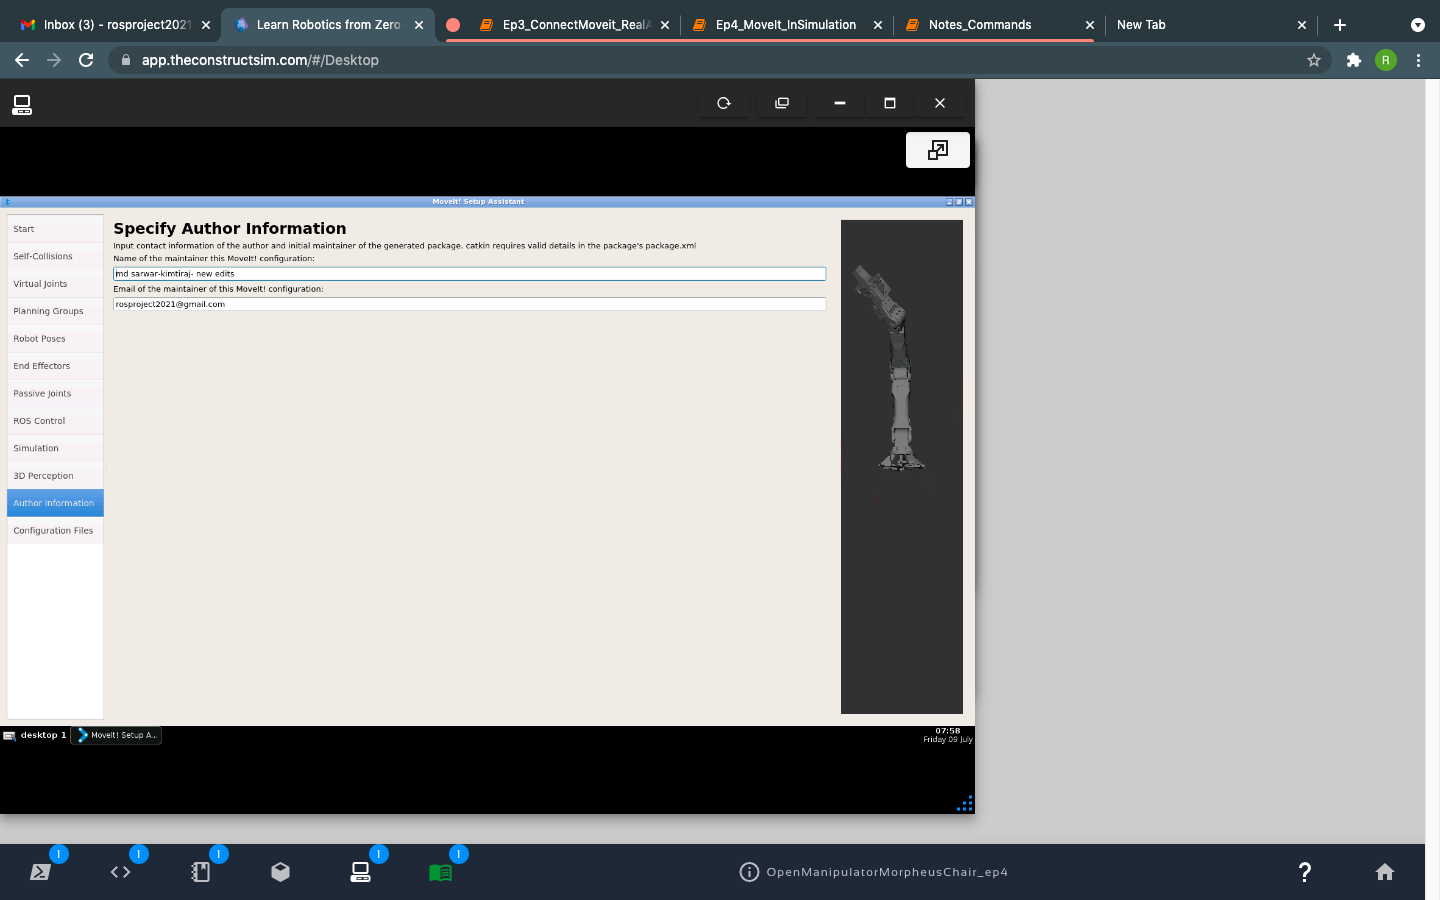 Inbox (3) - rosproject2021
Learn Robotics from Zero
Ep3_ConnectMoveit_RealA
Ep4_MoveIt_InSimulation
Notes_Commands
New Tab
app.theconstructsim.com/#/Desktop
R
MoveIt! Setup Assistant
Start
Self-Collisions
Virtual Joints
Planning Groups
Robot Poses
End Effectors
Passive Joints
ROS Control
Simulation
3D Perception
Author Information
Configuration Files
Specify Author Information
Input contact information of the author and initial maintainer of the generated package. catkin requires valid details in the package's package.xml
Name of the maintainer this MoveIt! configuration:
md sarwar-kimtiraj- new edits
Email of the maintainer of this MoveIt! configuration:
rosproject2021@gmail.com
desktop 1
MoveIt! Setup A...
07:58
Friday 09 July
1
1
1
1
1
OpenManipulatorMorpheusChair_ep4
?